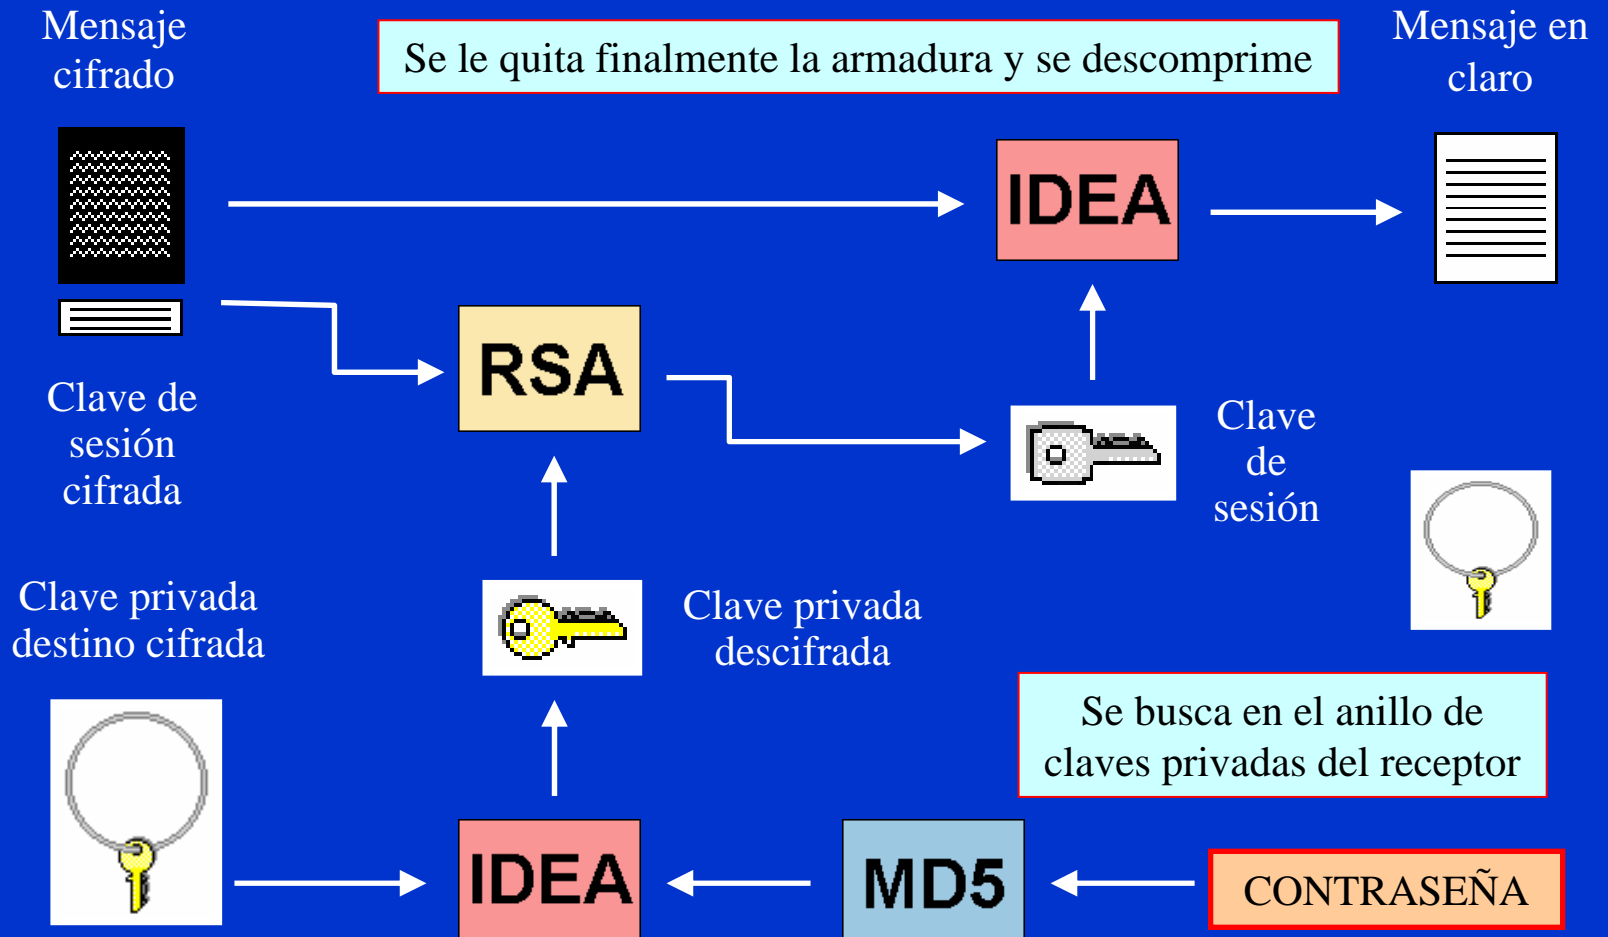 Mensaje
cifrado
Se le quita finalmente la armadura y se descomprime
Mensaje en
claro
IDEA
RSA
Clave de
sesión
cifrada
Clave
de
sesión
Clave privada
destino cifrada
Clave privada
descifrada
Se busca en el anillo de
claves privadas del receptor
IDEA
MD5
CONTRASEÑA